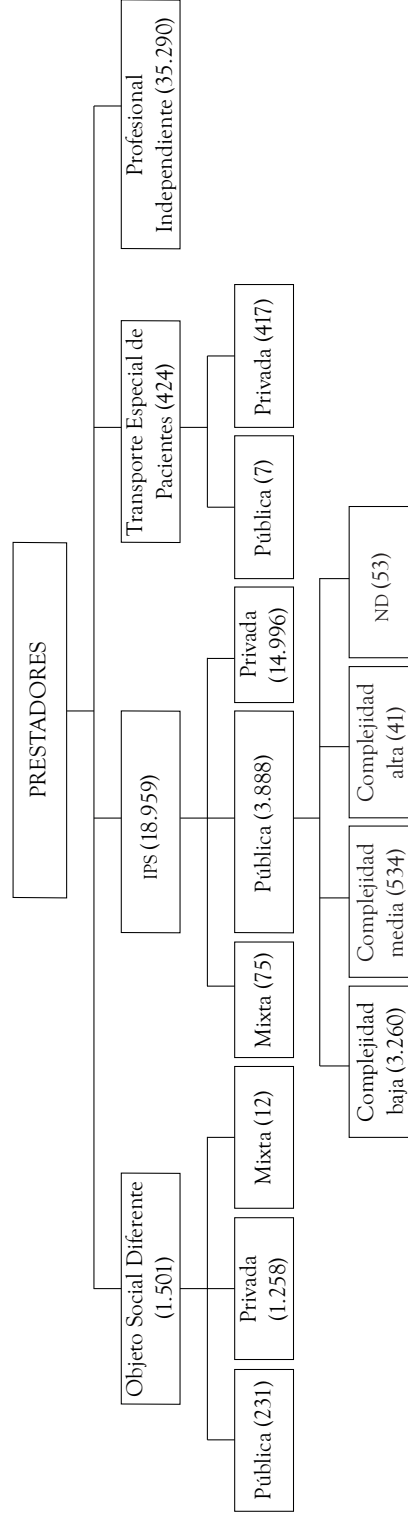 PRESTADORES
Objeto Social Diferente
(1.501)
IPS (18.959)
Transporte Especial de
Pacientes (424)
Profesional
Independiente (35.290)
Pública (231)
Privada
(1.258)
Mixta (12)
Mixta (75)
Pública (3.888)
Privada
(14.996)
Pública (7)
Privada (417)
Complejidad
baja (3.260)
Complejidad
media (534)
Complejidad
alta (41)
ND (53)